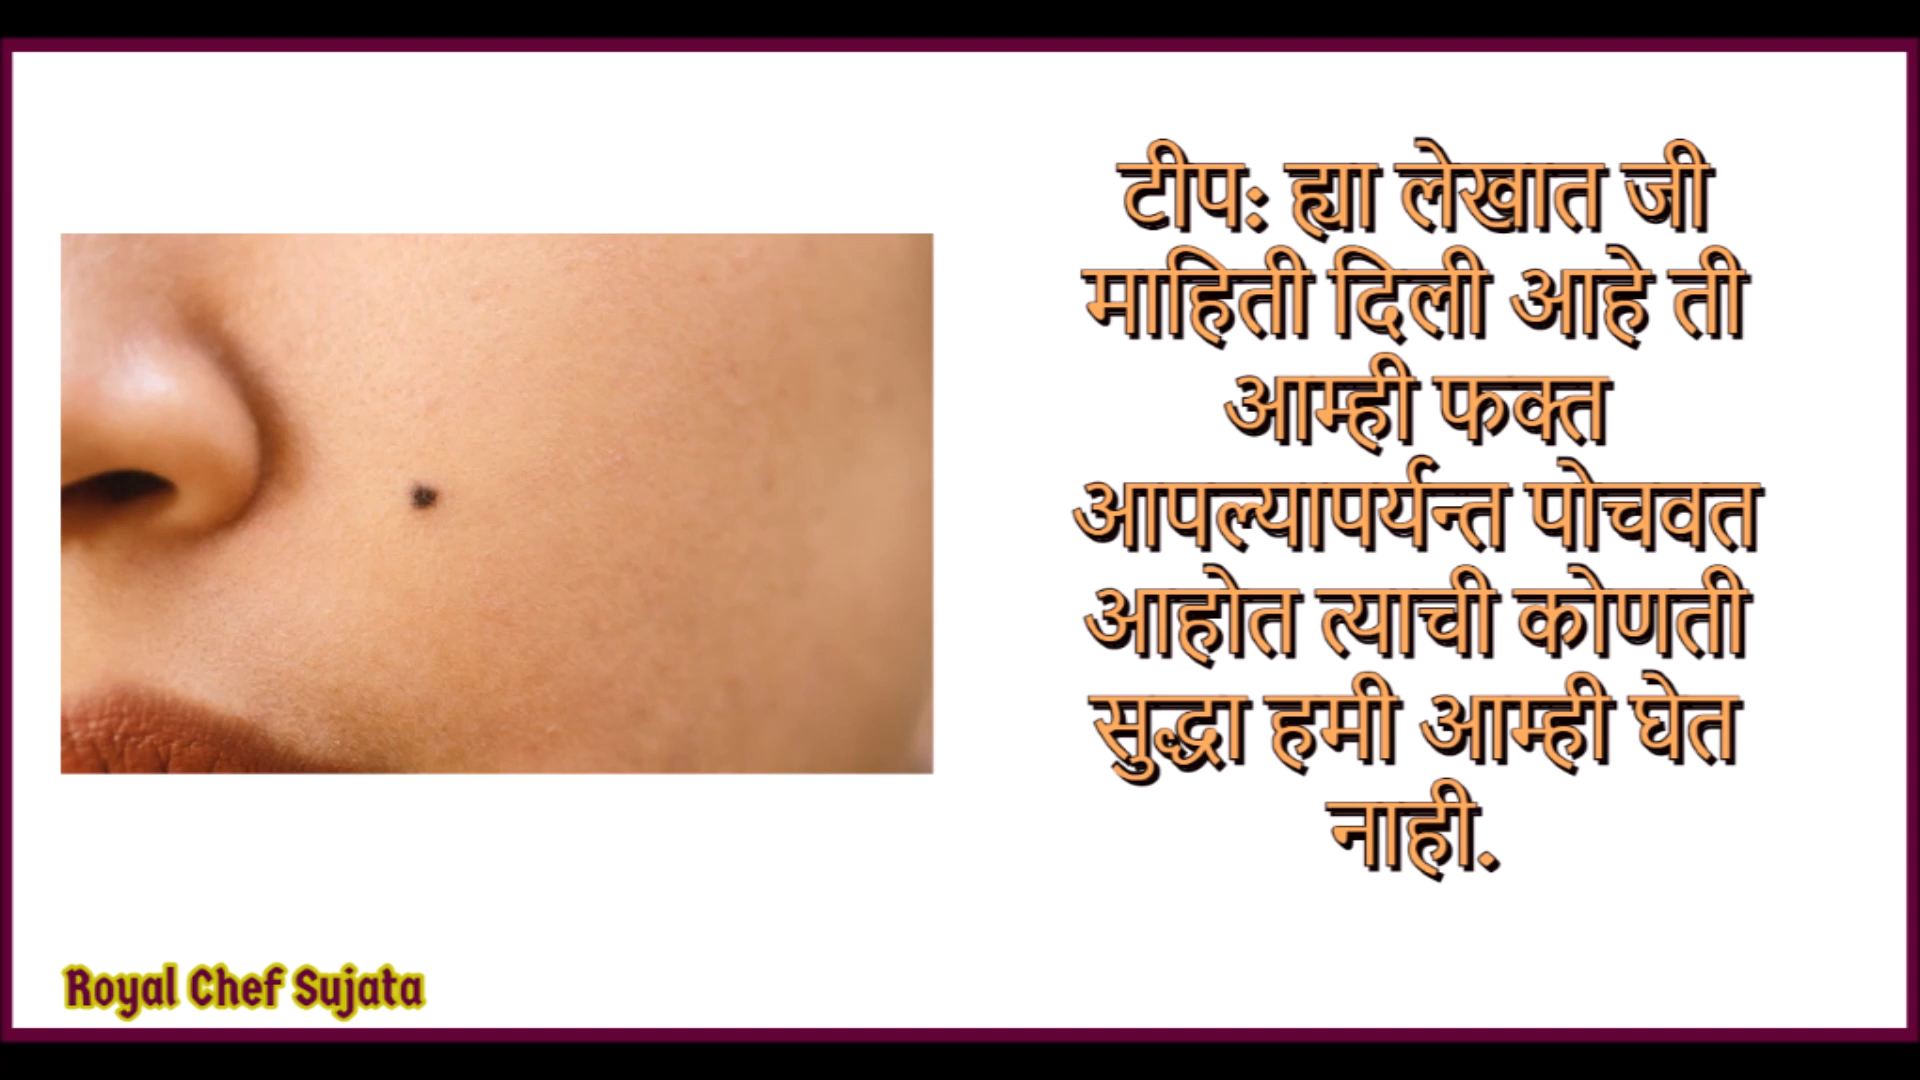 टीप: ह्या लेखात जी
माहिती दिली आहे ती
आम्ही फक्त
आपल्यापर्यन्त पोचवत
आहोत त्याची कोणती
सुद्धा हमी आम्ही घेत
नाही.
Royal Chef Sujata